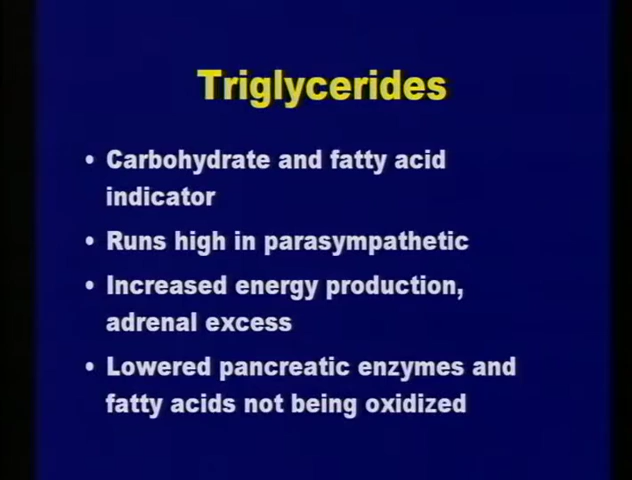 Triglycerides
• Carbohydrate and fatty acid
indicator
• Runs high in parasympathetic
• Increased energy production,
adrenal excess
• Lowered pancreatic enzymes and
fatty acids not being oxidized